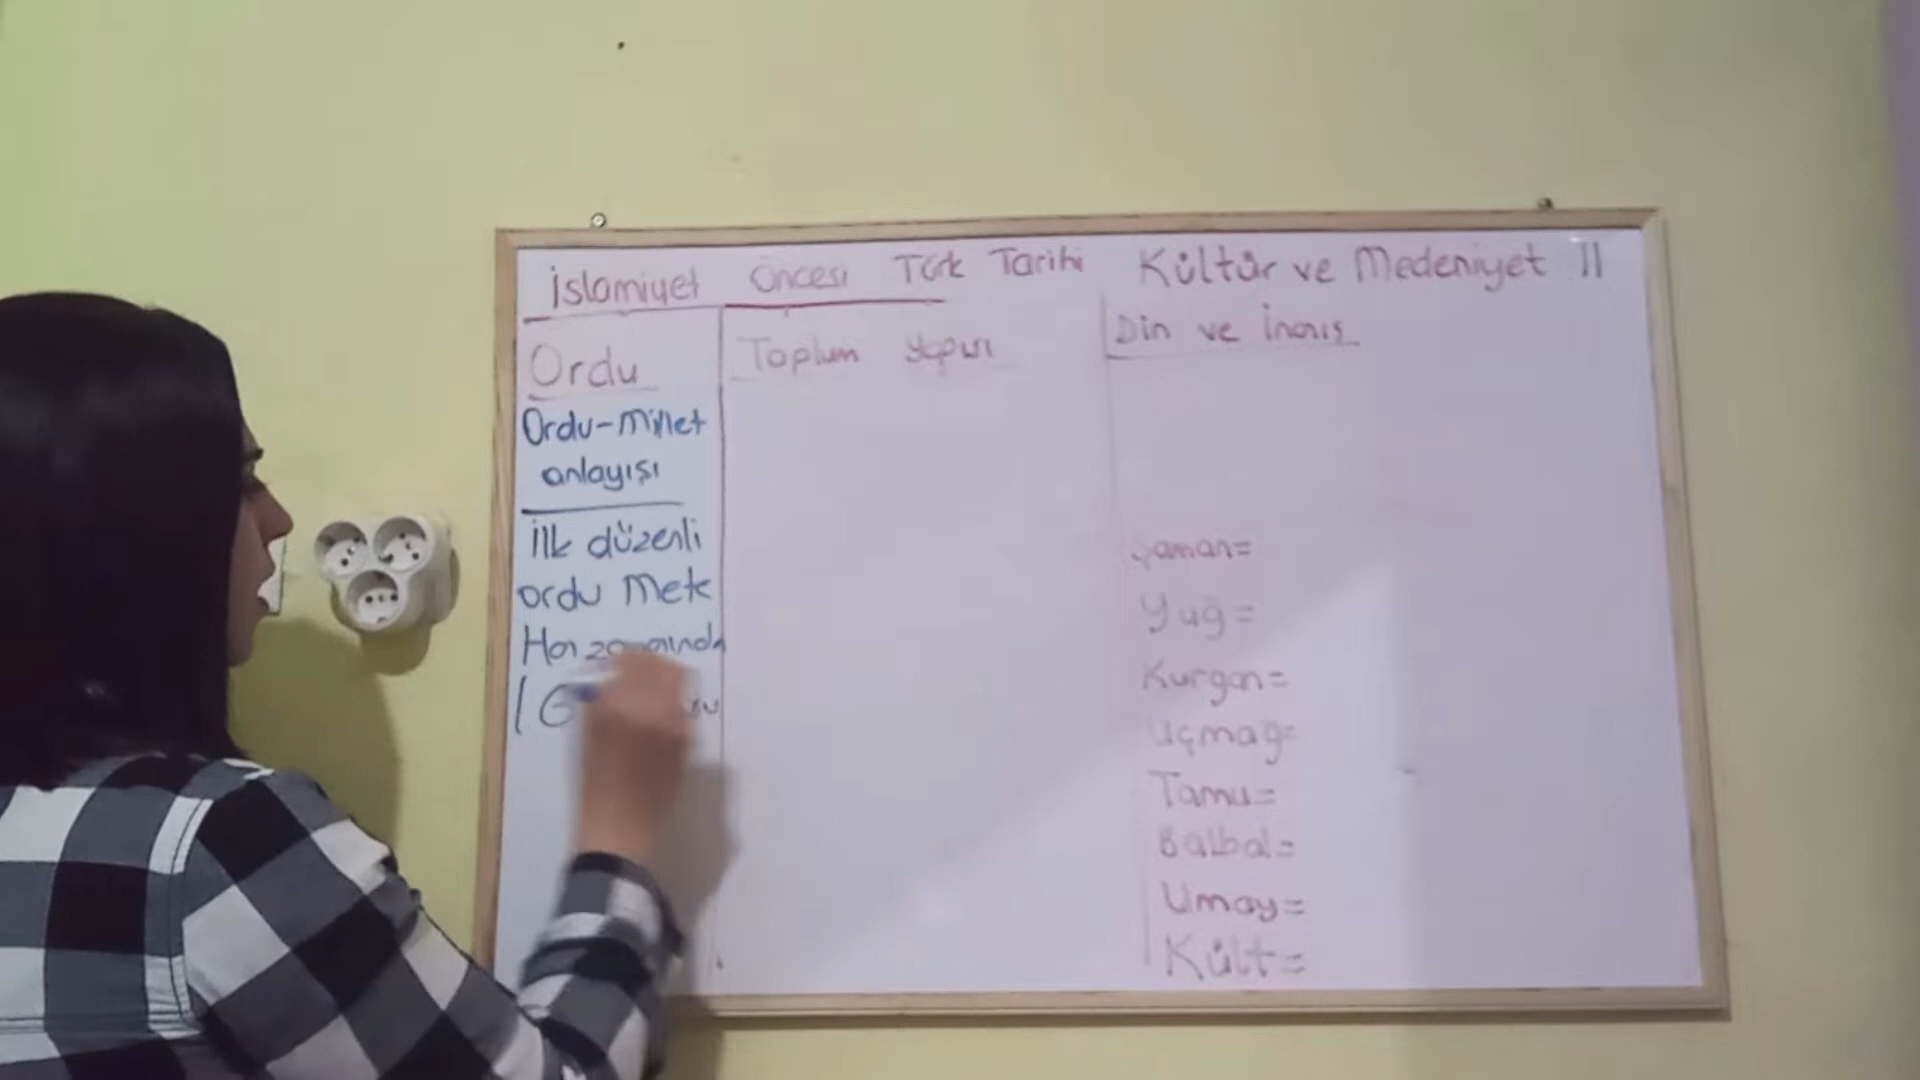 İslamiyet Öncesi Türk Tarihi Kültür ve Medeniyet II
Ordu
Ordu-Millet
anlayışı
İlk düzenli
ordu Mete
Han
Toplum Yapısı
Din ve İnanış
Şaman=
Yuğ=
Kurgan=
Uçmağ=
Tamu=
Balbal=
Umay=
Kült=